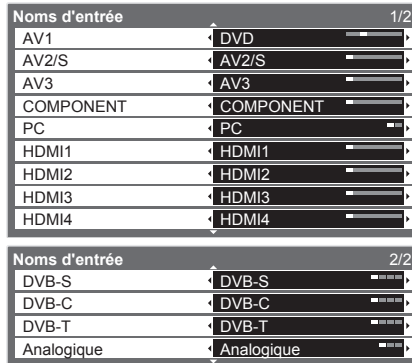 Noms d'entrée 1/2
AV1 DVD
AV2/S AV2/S
AV3 AV3
COMPONENT COMPONENT
PC PC
HDMI1 HDMI1
HDMI2 HDMI2
HDMI3 HDMI3
HDMI4 HDMI4
Noms d'entrée 2/2
DVB-S DVB-S
DVB-C DVB-C
DVB-T DVB-T
Analogique Analogique